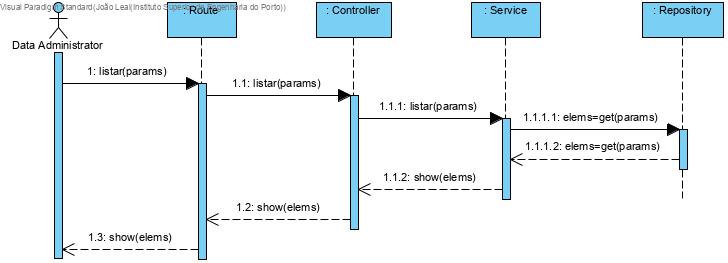 Visual Paradigm Standard(João Leal(Instituto Superior de Engenharia do Porto))
: Route
: Controller
: Service
: Repository
Data Administrator
1: listar(params)
1.1: listar(params)
1.1.1: listar(params)
1.1.1.1: elems=get(params)
1.1.1.2: elems=get(params)
1.1.2: show(elems)
1.2: show(elems)
1.3: show(elems)